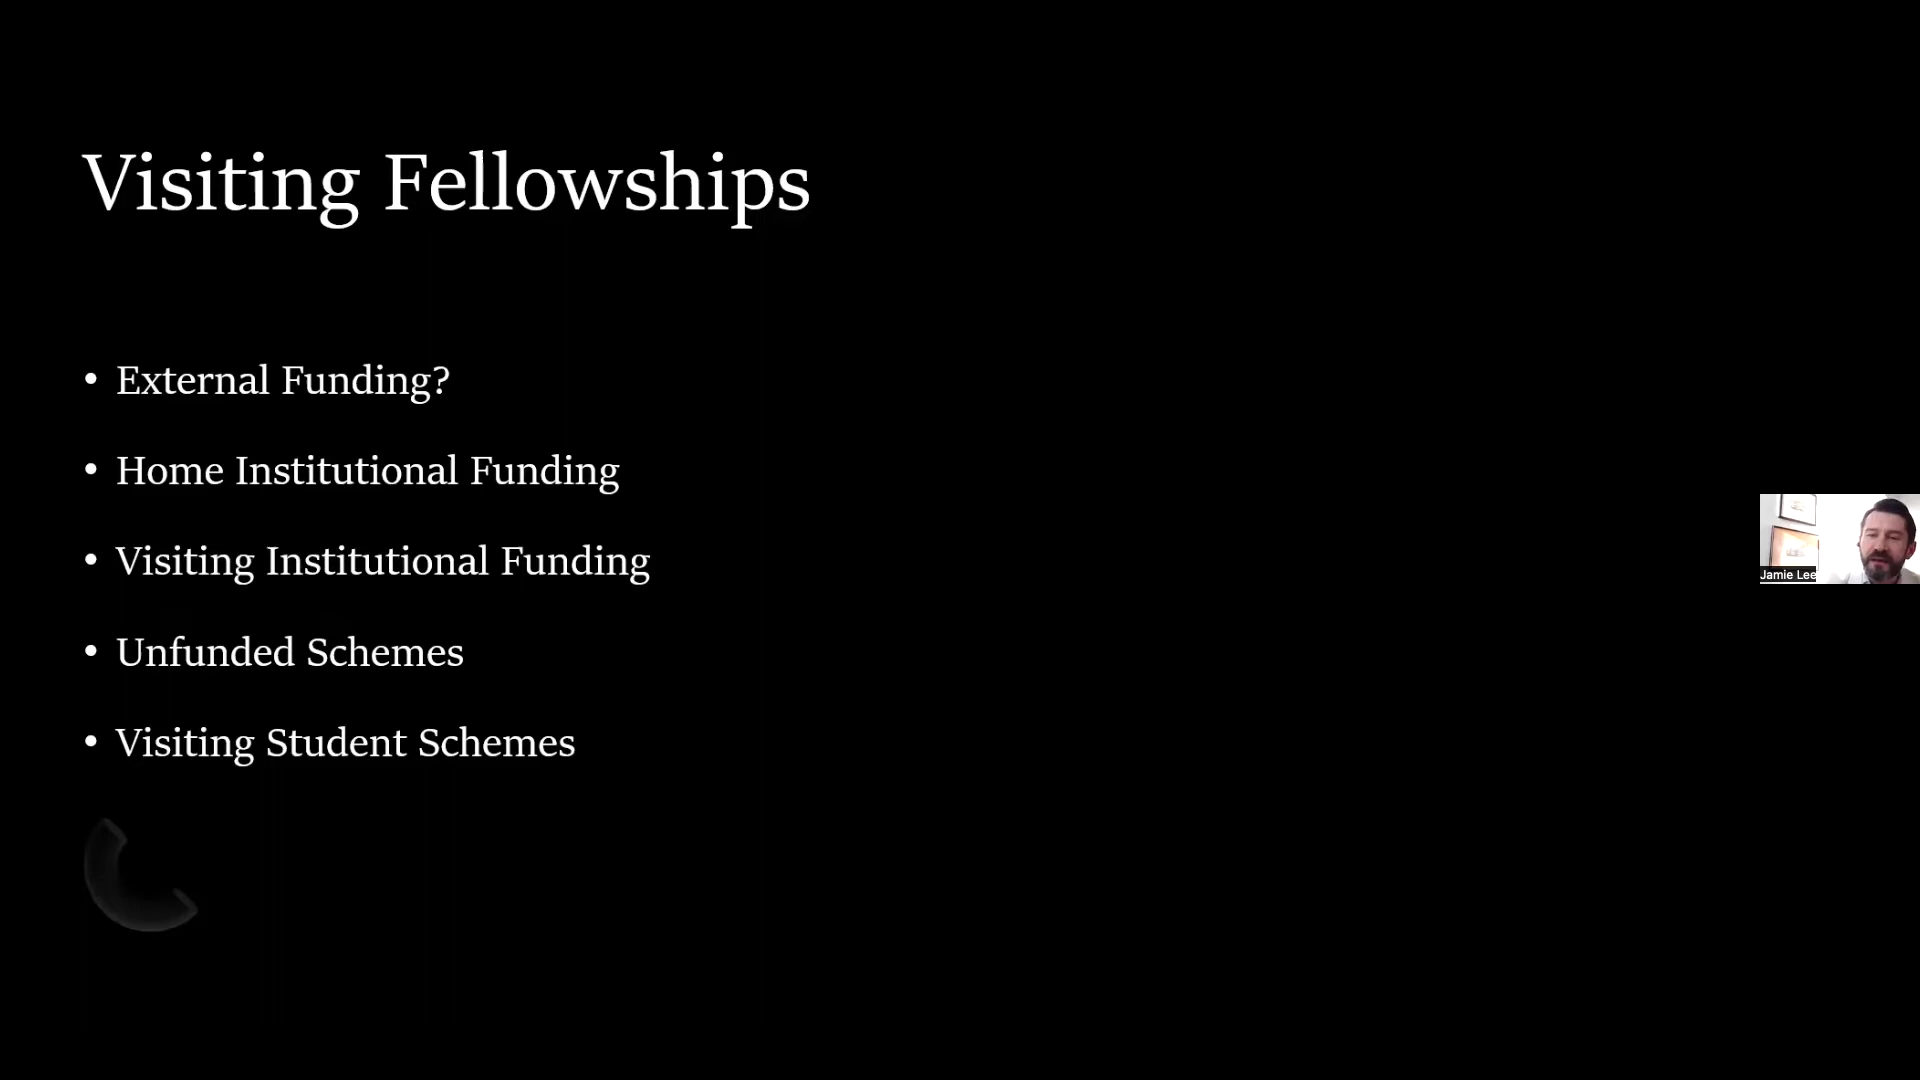 Visiting Fellowships
• External Funding?
• Home Institutional Funding
• Visiting Institutional Funding
• Unfunded Schemes
• Visiting Student Schemes
Jamie Lee